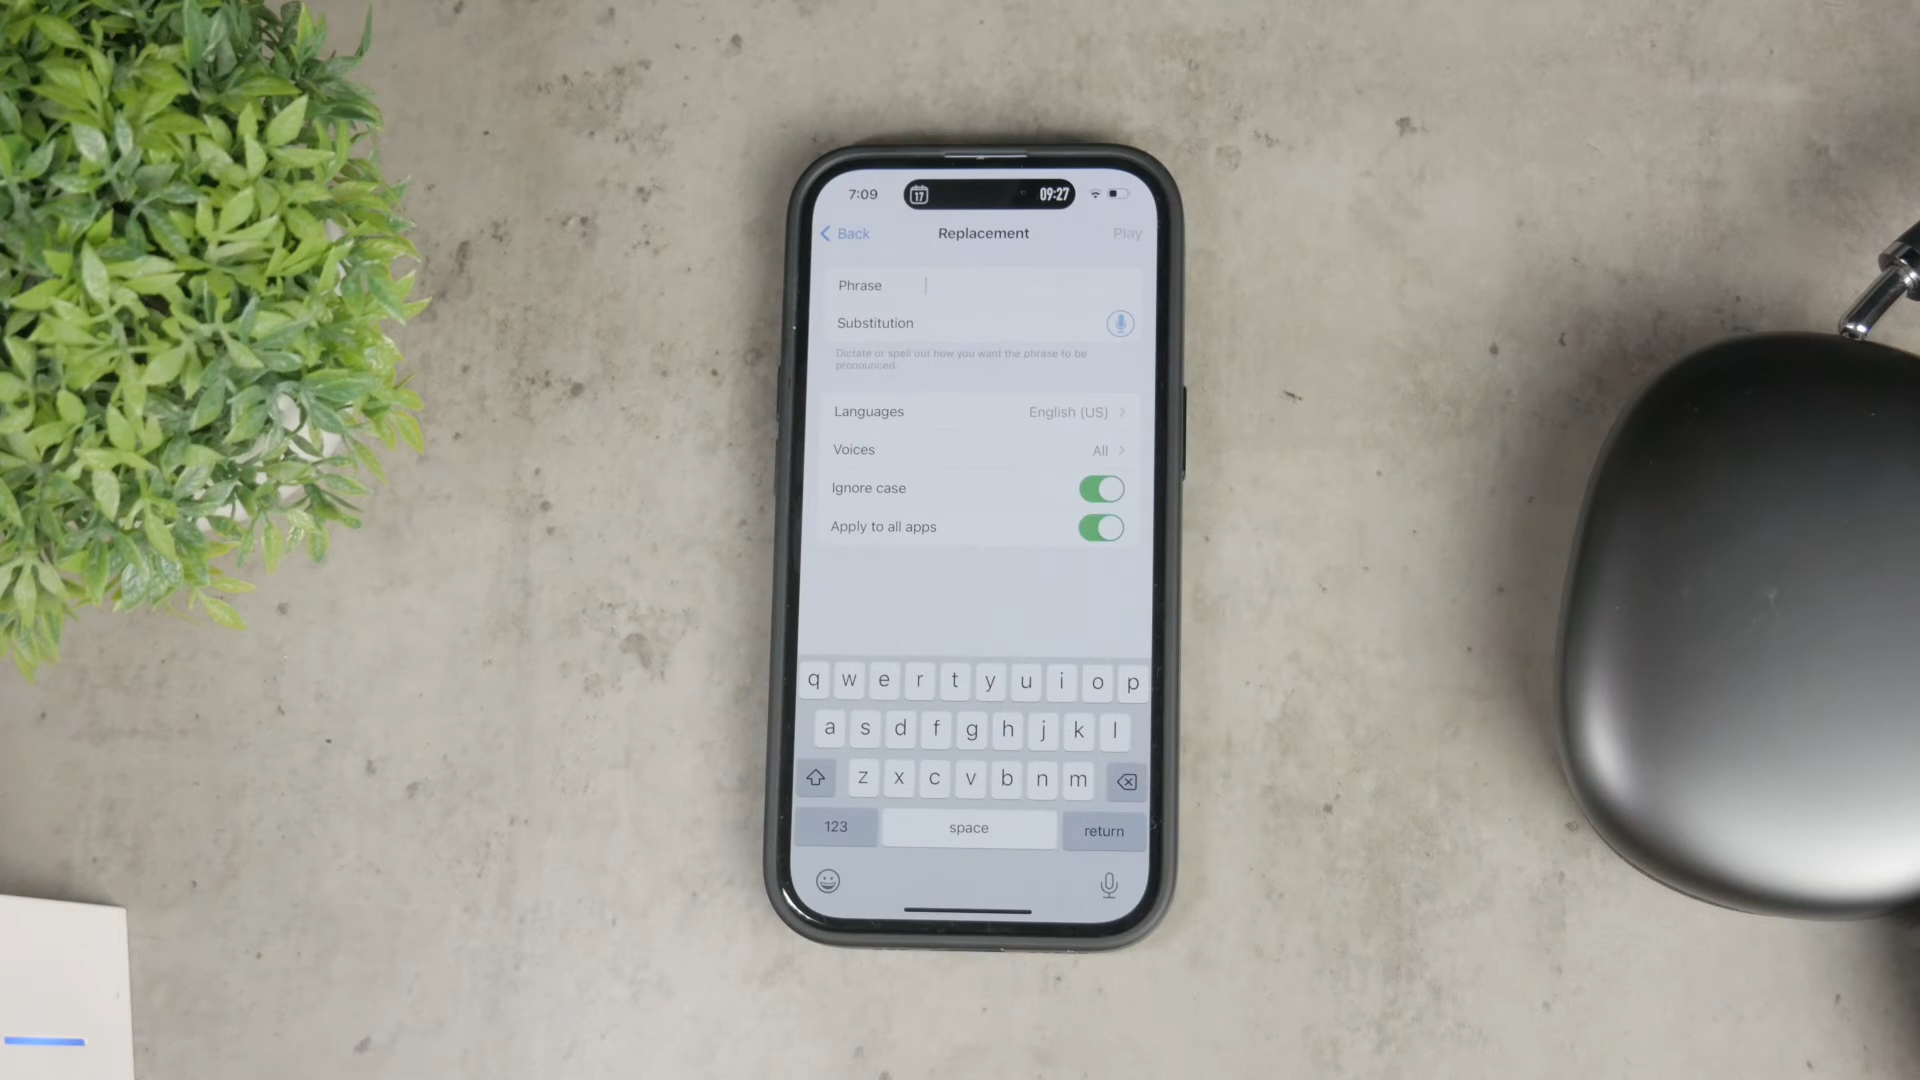 7:09 17 09:27
Back Replacement Play
Phrase
Substitution
Dictate or spell out how you want the phrase to be
pronounced.
Languages English (US)
Voices All
Ignore case
Apply to all apps
q w e r t y u i o p
a s d f g h j k l
z x c v b n m
123 space return